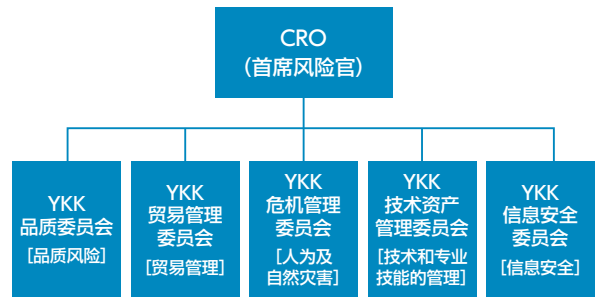 CRO
（首席风险官）
YKK
品质委员会
[品质风险]
YKK
贸易管理
委员会
[贸易管理]
YKK
危机管理
委员会
[人为及
自然灾害]
YKK
技术资产
管理委员会
[技术和专业
技能的管理]
YKK
信息安全
委员会
[信息安全]